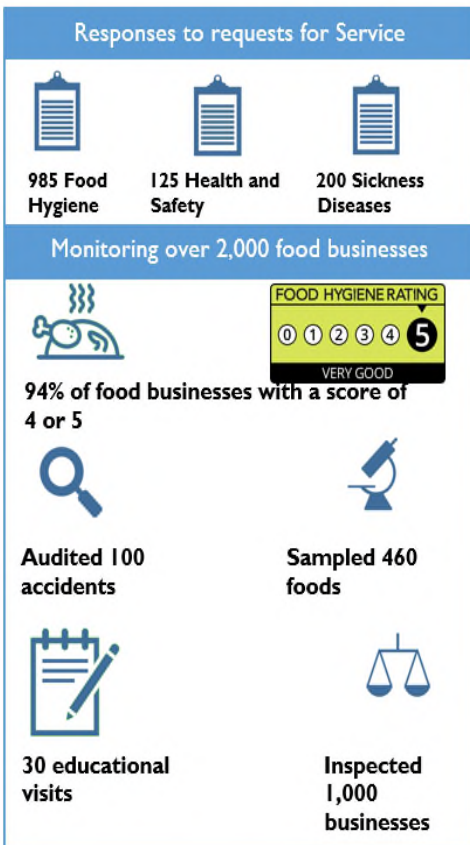 Responses to requests for Service
985 Food
Hygiene
125 Health and
Safety
200 Sickness
Diseases
Monitoring over 2,000 food businesses
FOOD HYGIENE RATING
0 1 2 3 4 5
VERY GOOD
94% of food businesses with a score of
4 or 5
Audited 100
accidents
Sampled 460
foods
30 educational
visits
Inspected
1,000
businesses